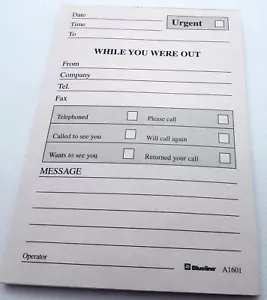 Date
Time Urgent
To
WHILE YOU WERE OUT
From
Company
Tel.
Fax
Telephoned Please call
Called to see you Will call again
Wants to see you Returned your call
MESSAGE
Operator Blueline A1601